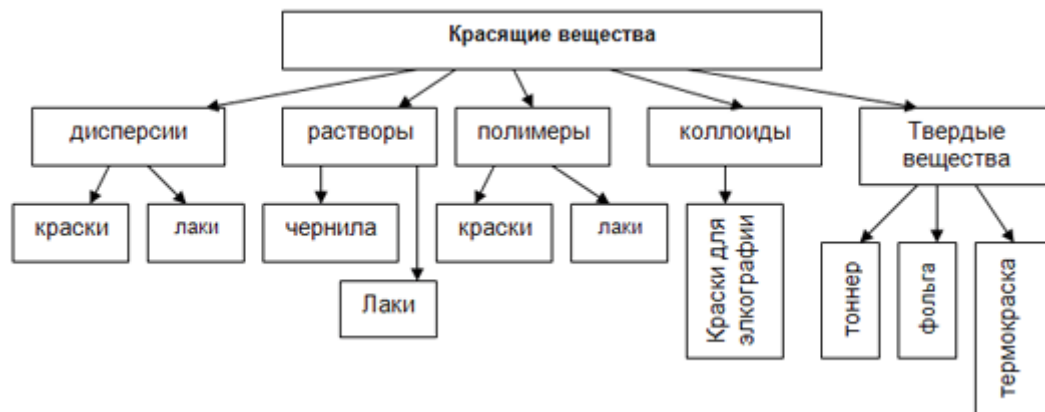 Красящие вещества
дисперсии
растворы
полимеры
коллоиды
Твердые
вещества
краски
лаки
чернила
Лаки
краски
лаки
Краски для
элкографии
тоннер
фольга
термокраска